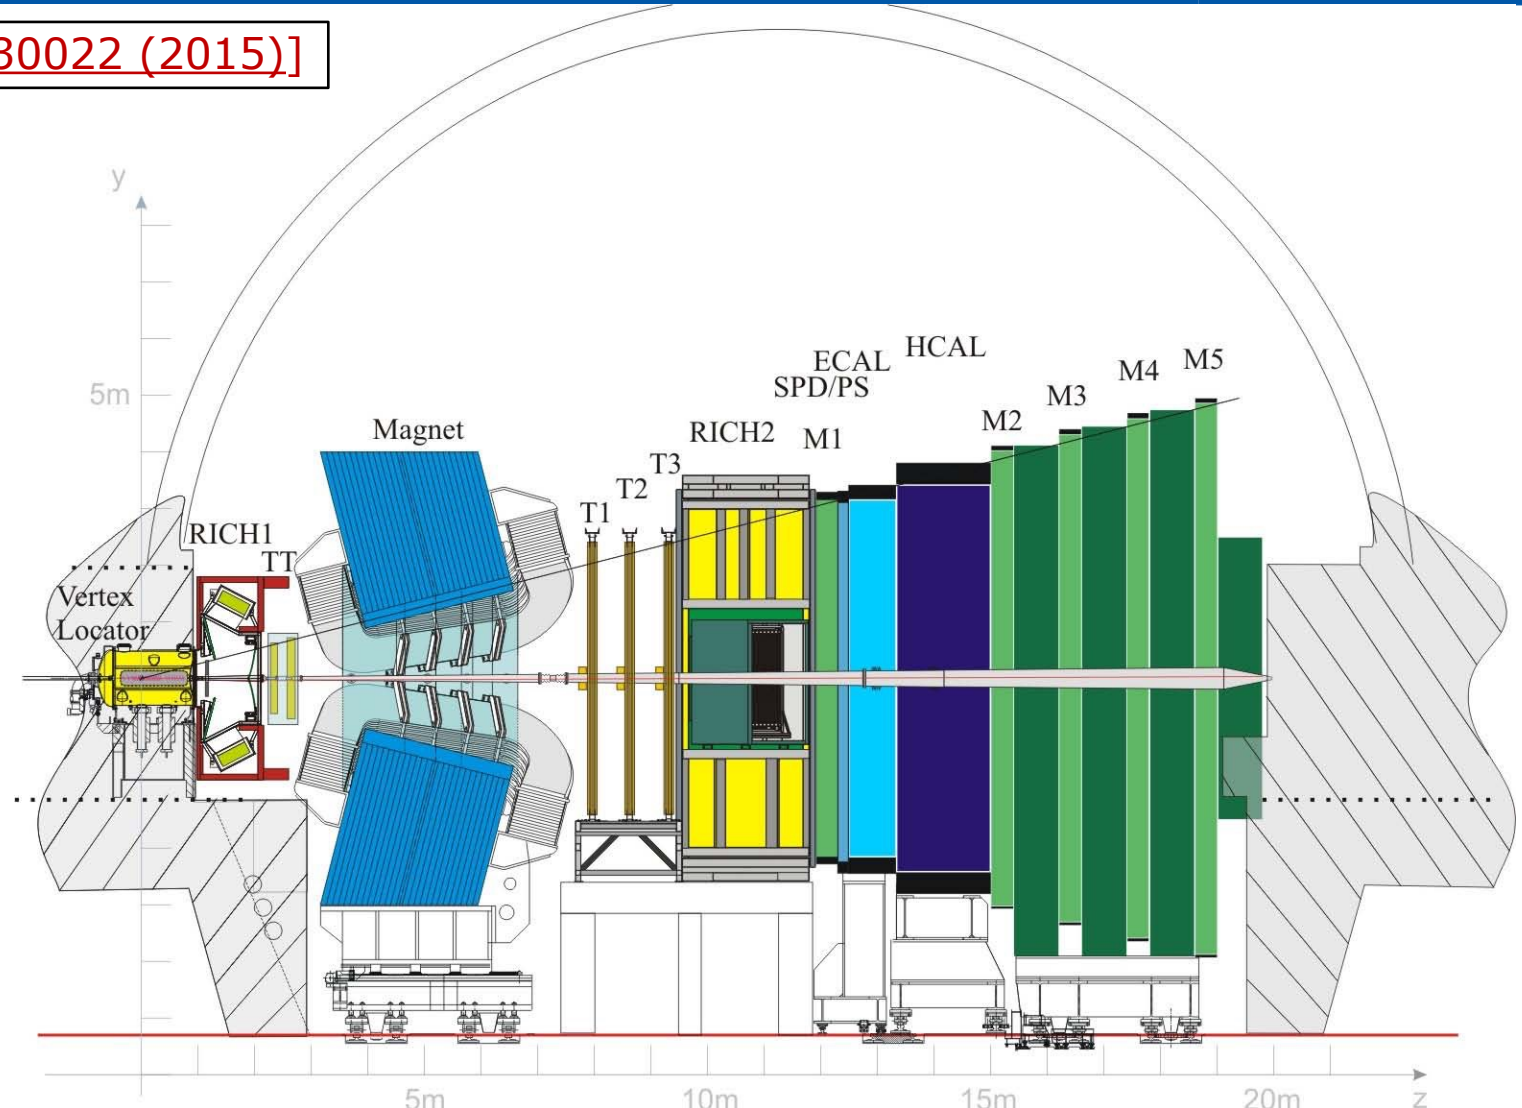 30022 (2015)]
y
5m
HCAL
ECAL
SPD/PS
M5
M4
M3
M2
M1
RICH2
Magnet
T3
T2
T1
RICH1
TT
Vertex
Locator
5m
10m
15m
20m
z